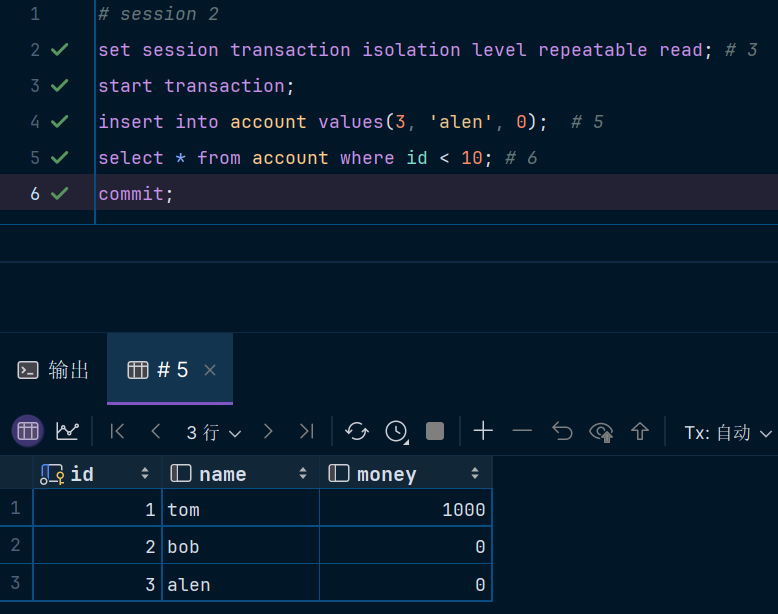 1 # session 2
2 set session transaction isolation level repeatable read; # 3
3 start transaction;
4 insert into account values(3, 'alen', 0);  # 5
5 select * from account where id < 10; # 6
6 commit;
输出 # 5
3 行 Tx: 自动
id name money
1 1 tom 1000
2 2 bob 0
3 3 alen 0